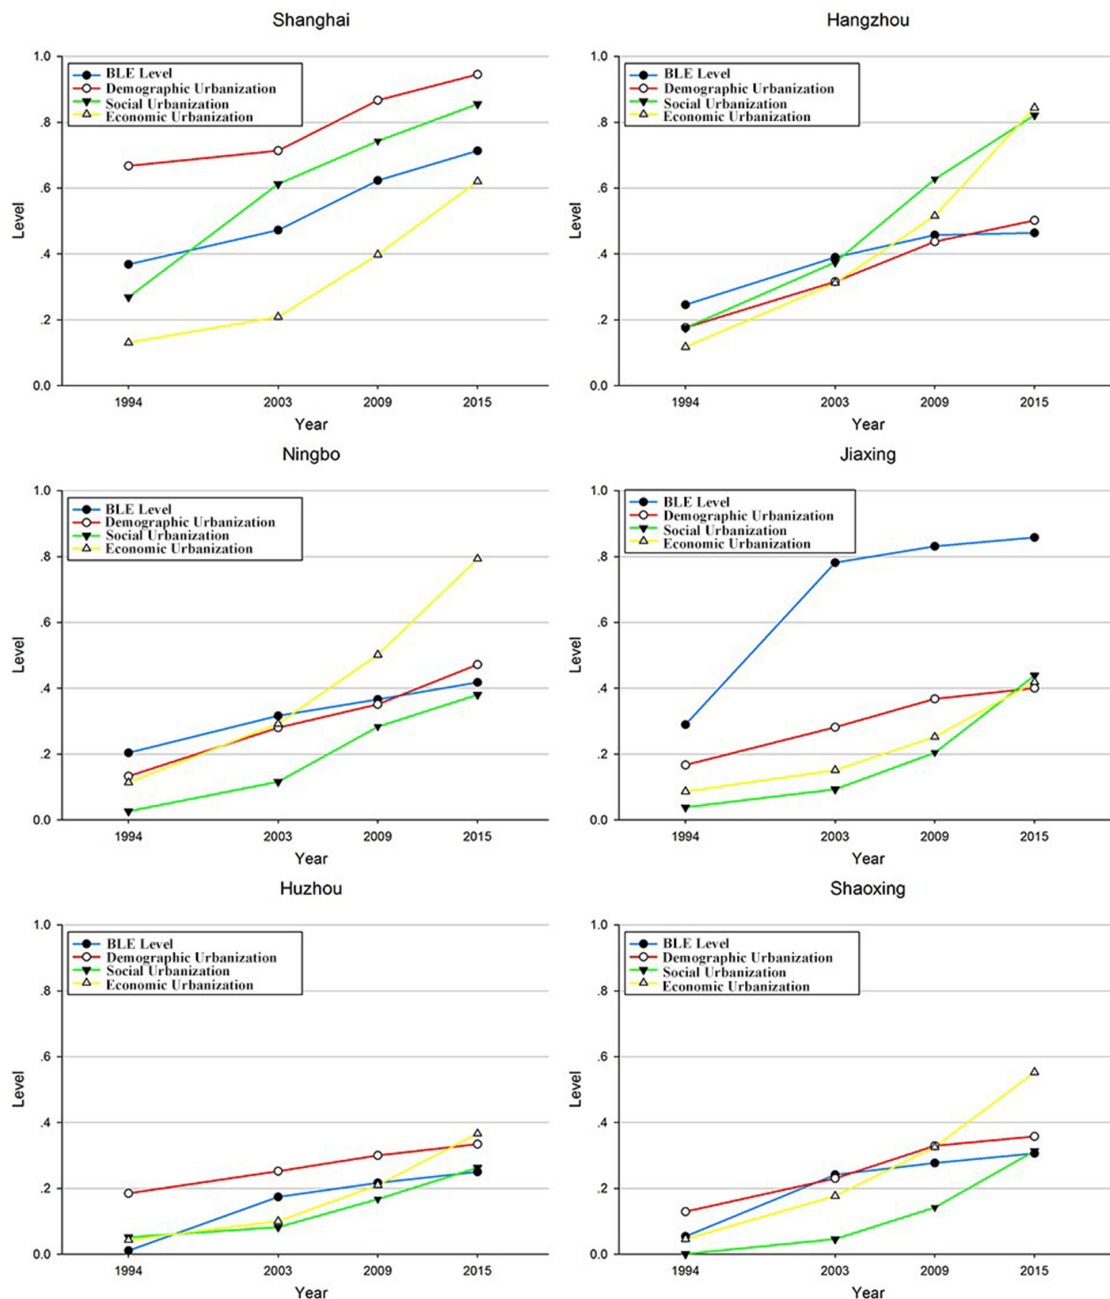 Shanghai
1.0
.8
.6
.4
.2
0.0
Level
BLE Level
Demographic Urbanization
Social Urbanization
Economic Urbanization
1994 2003 2009 2015
Year
Hangzhou
1.0
.8
.6
.4
.2
0.0
Level
BLE Level
Demographic Urbanization
Social Urbanization
Economic Urbanization
1994 2003 2009 2015
Year
Ningbo
1.0
.8
.6
.4
.2
0.0
Level
BLE Level
Demographic Urbanization
Social Urbanization
Economic Urbanization
1994 2003 2009 2015
Year
Jiaxing
1.0
.8
.6
.4
.2
0.0
Level
BLE Level
Demographic Urbanization
Social Urbanization
Economic Urbanization
1994 2003 2009 2015
Year
Huzhou
1.0
.8
.6
.4
.2
0.0
Level
BLE Level
Demographic Urbanization
Social Urbanization
Economic Urbanization
1994 2003 2009 2015
Year
Shaoxing
1.0
.8
.6
.4
.2
0.0
Level
BLE Level
Demographic Urbanization
Social Urbanization
Economic Urbanization
1994 2003 2009 2015
Year